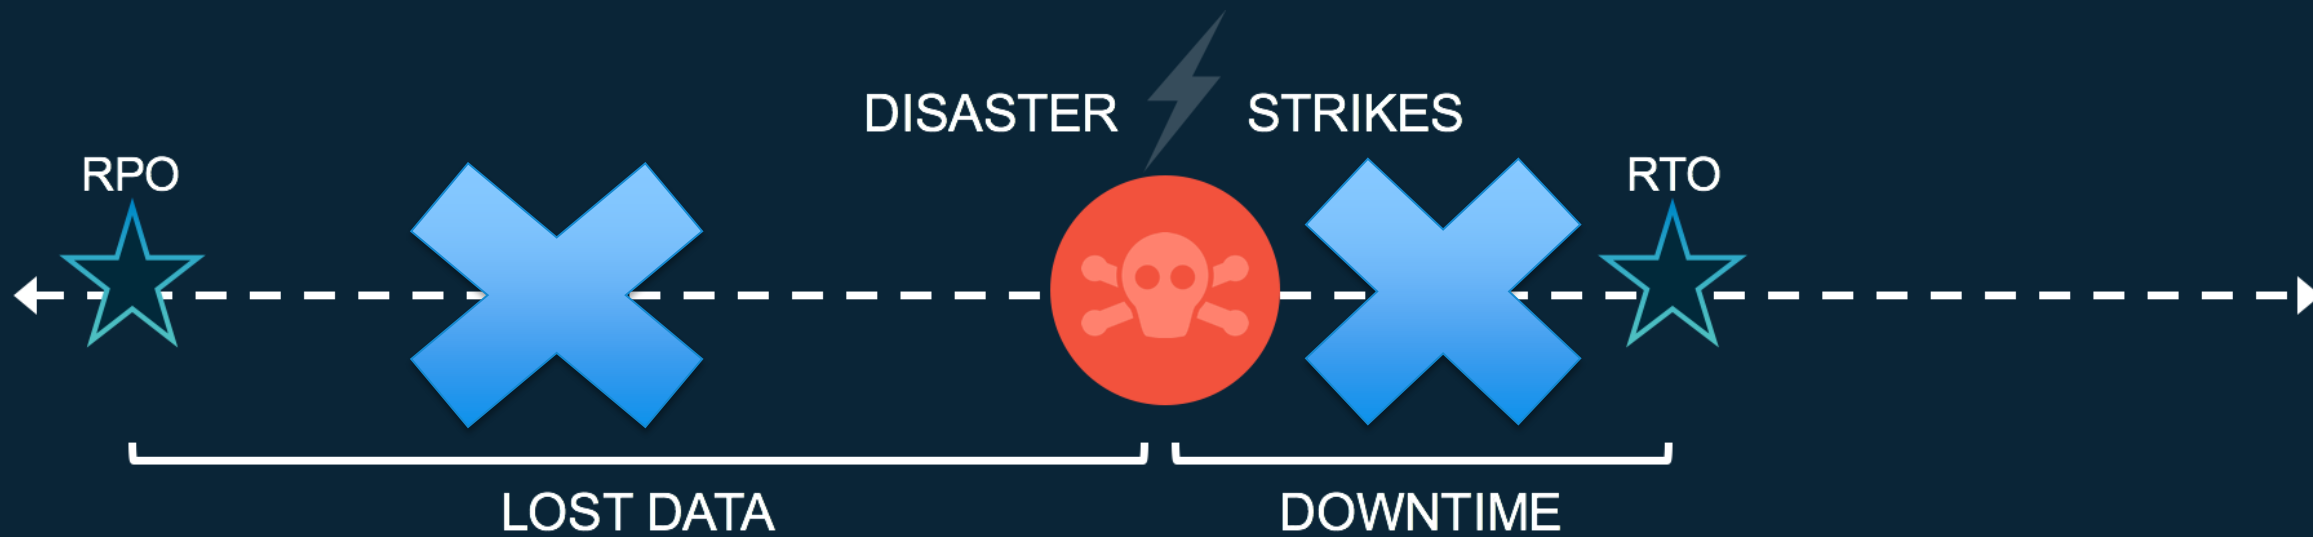 DISASTER STRIKES
RPO
RTO
LOST DATA
DOWNTIME